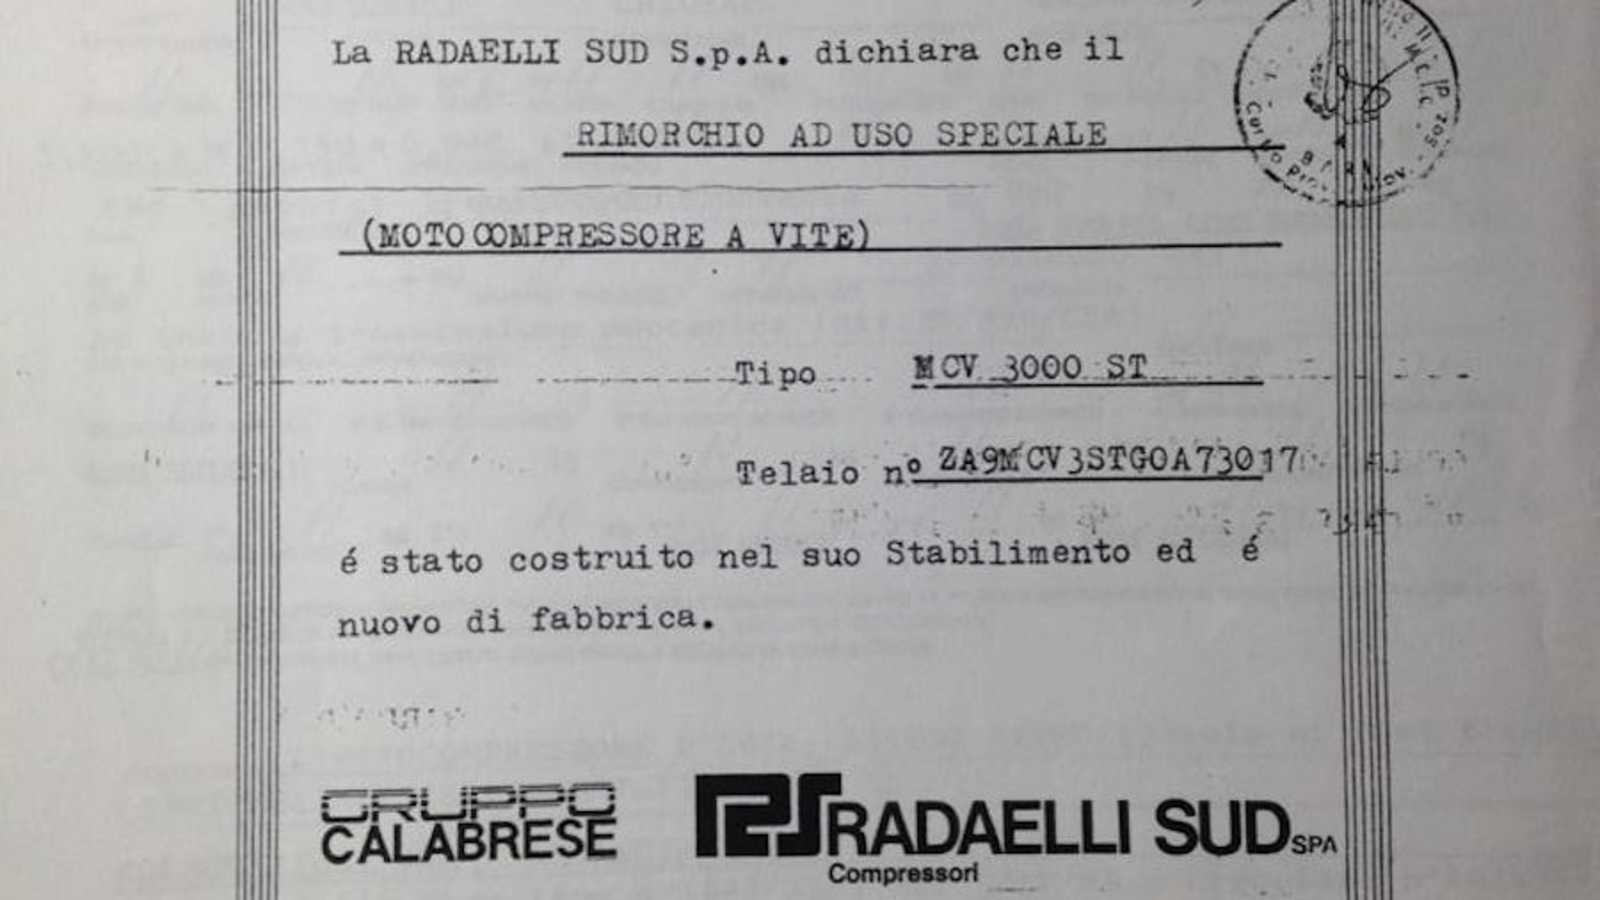 La RADAELLI SUD S.p.A. dichiara che il
RIMORCHIO AD USO SPECIALE
(MOTOCOMPRESSORE A VITE)
Tipo MCV 3000 ST
Telaio nº ZA9MCV3STGOA73017
é stato costruito nel suo Stabilimento ed é
nuovo di fabbrica.
GRUPPO
CALABRESE
RADAELLI SUD SPA
Compressori